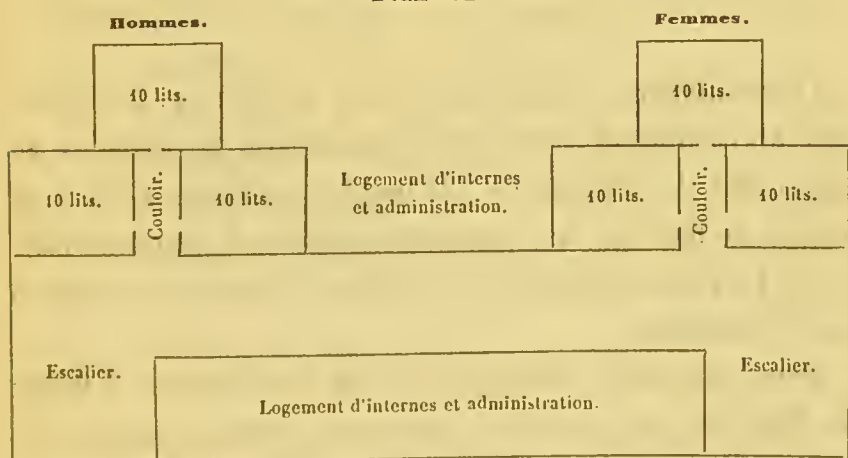 Hommes.
Femmes.
10 lits.
10 lits.
10 lits.
Couloir.
10 lits.
Logement d'internes
et administration.
10 lits.
Couloir.
10 lits.
Escalier.
Escalier.
Logement d'internes et administration.